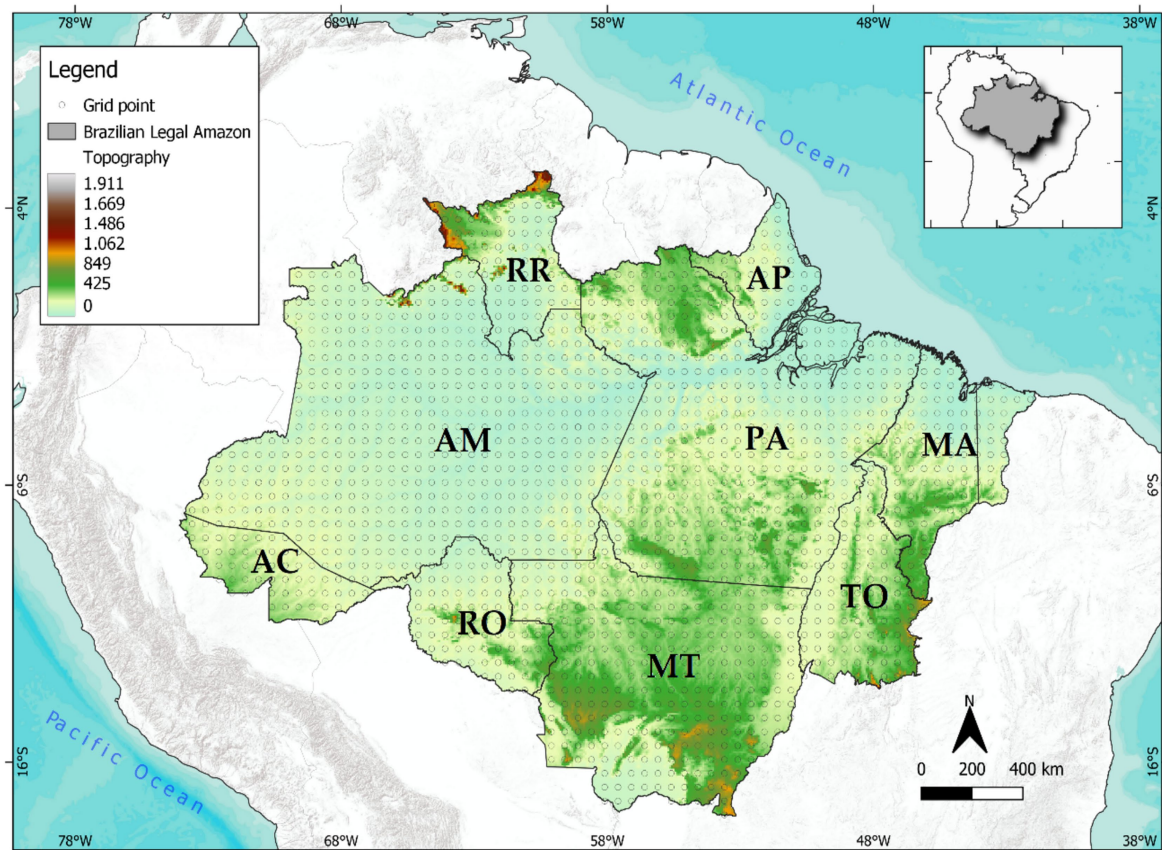 78°W 68°W 58°W 48°W 38°W
Legend
Grid point
Brazilian Legal Amazon
Topography
1.911
1.669
1.486
1.062
849
425
0
Atlantic Ocean
4°N 4°N
RR
AP
AM
PA
MA
6°S 6°S
AC
TO
RO
MT
N
Pacific Ocean
16°S 16°S
0 200 400 km
78°W 68°W 58°W 48°W 38°W